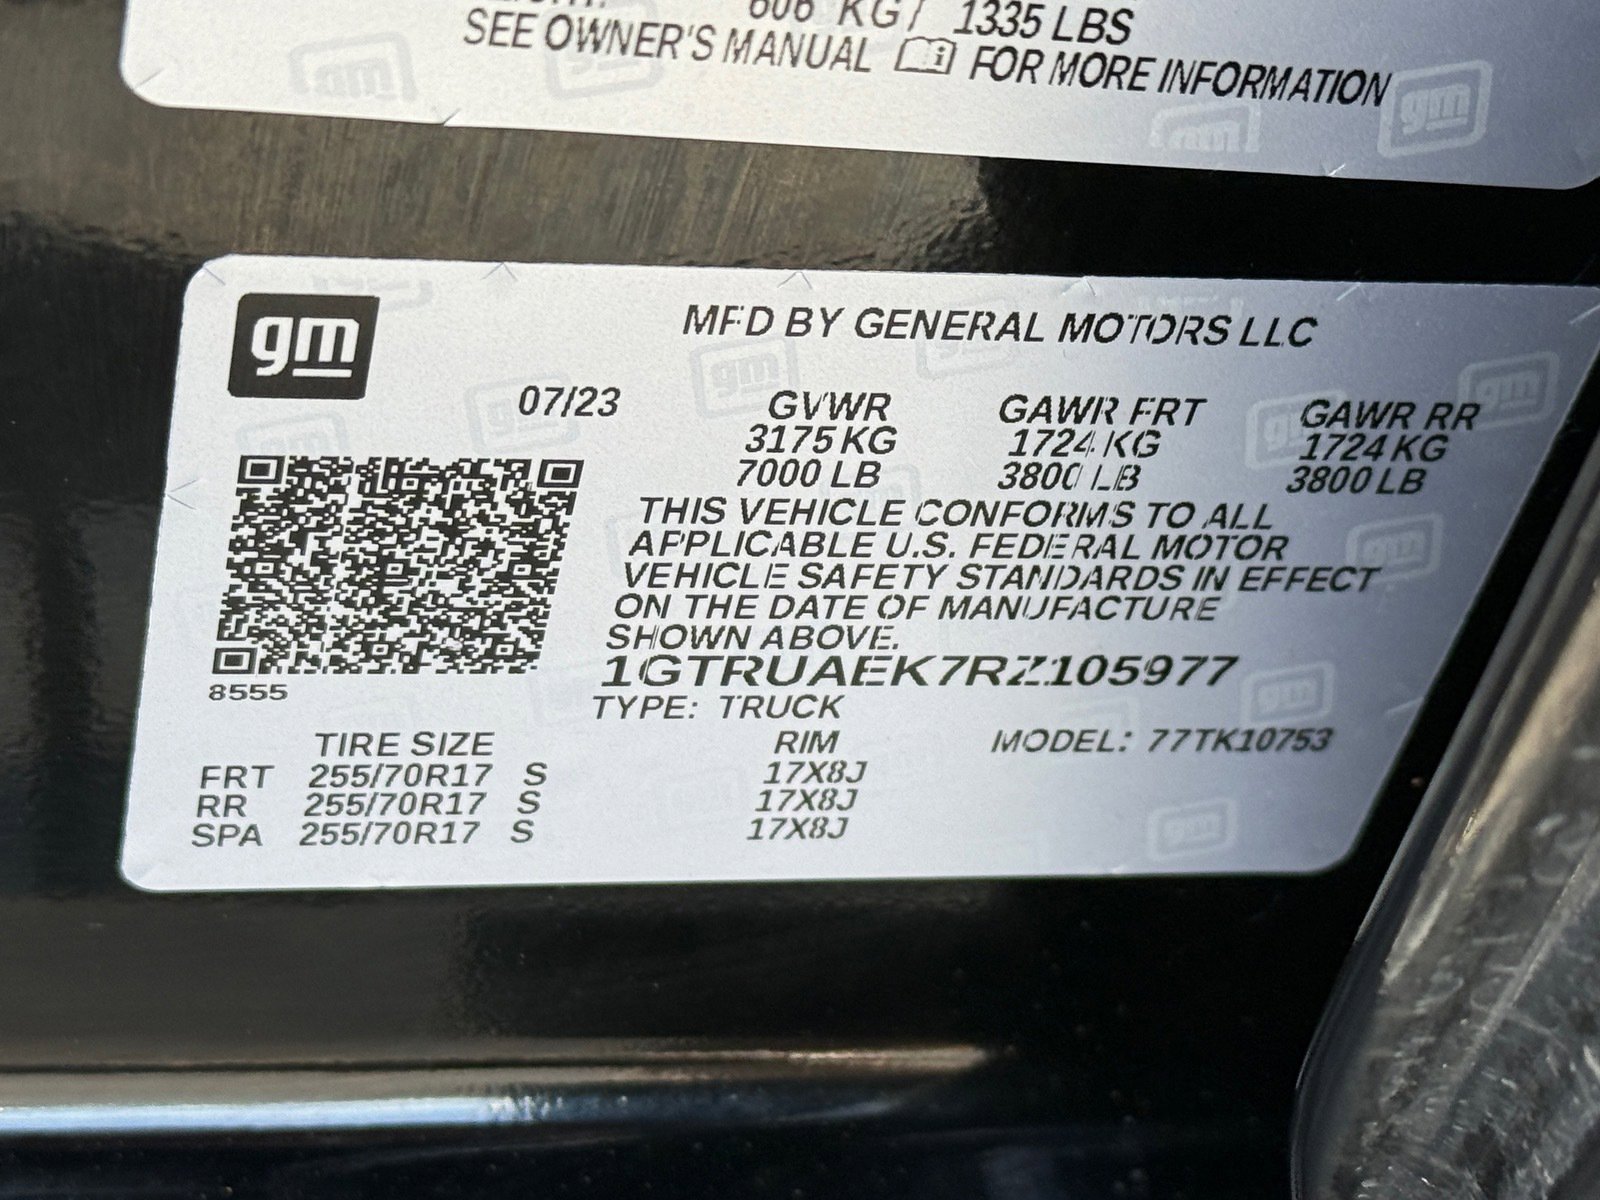 606 KG/ 1335 LBS
SEE OWNER'S MANUAL FOR MORE INFORMATION
gm
MFD BY GENERAL MOTORS LLC
07/23 GVWR GAWR FRT GAWR RR
3175 KG 1724 KG 1724 KG
7000 LB 3800 LB 3800 LB
THIS VEHICLE CONFORMS TO ALL
APPLICABLE U.S. FEDERAL MOTOR
VEHICLE SAFETY STANDARDS IN EFFECT
ON THE DATE OF MANUFACTURE
SHOWN ABOVE.
1GTRUAEK7RZ105977
8555
TYPE: TRUCK
TIRE SIZE RIM MODEL: 77TK10753
FRT 255/70R17 S 17X8J
RR 255/70R17 S 17X8J
SPA 255/70R17 S 17X8J